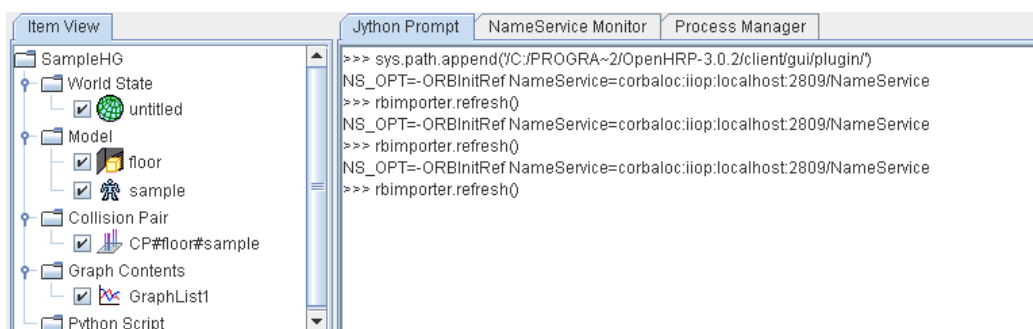 Item View
SampleHG
World State
untitled
Model
floor
sample
Collision Pair
CP#floor#sample
Graph Contents
GraphList1
Python Script
Jython Prompt
NameService Monitor
Process Manager
>>> sys.path.append('/C:/PROGRA~2/OpenHRP-3.0.2/client/gui/plugin/')
NS_OPT=-ORBInitRef NameService=corbaloc:iiop:localhost:2809/NameService
>>> rbimporter.refresh()
NS_OPT=-ORBInitRef NameService=corbaloc:iiop:localhost:2809/NameService
>>> rbimporter.refresh()
NS_OPT=-ORBInitRef NameService=corbaloc:iiop:localhost:2809/NameService
>>> rbimporter.refresh()